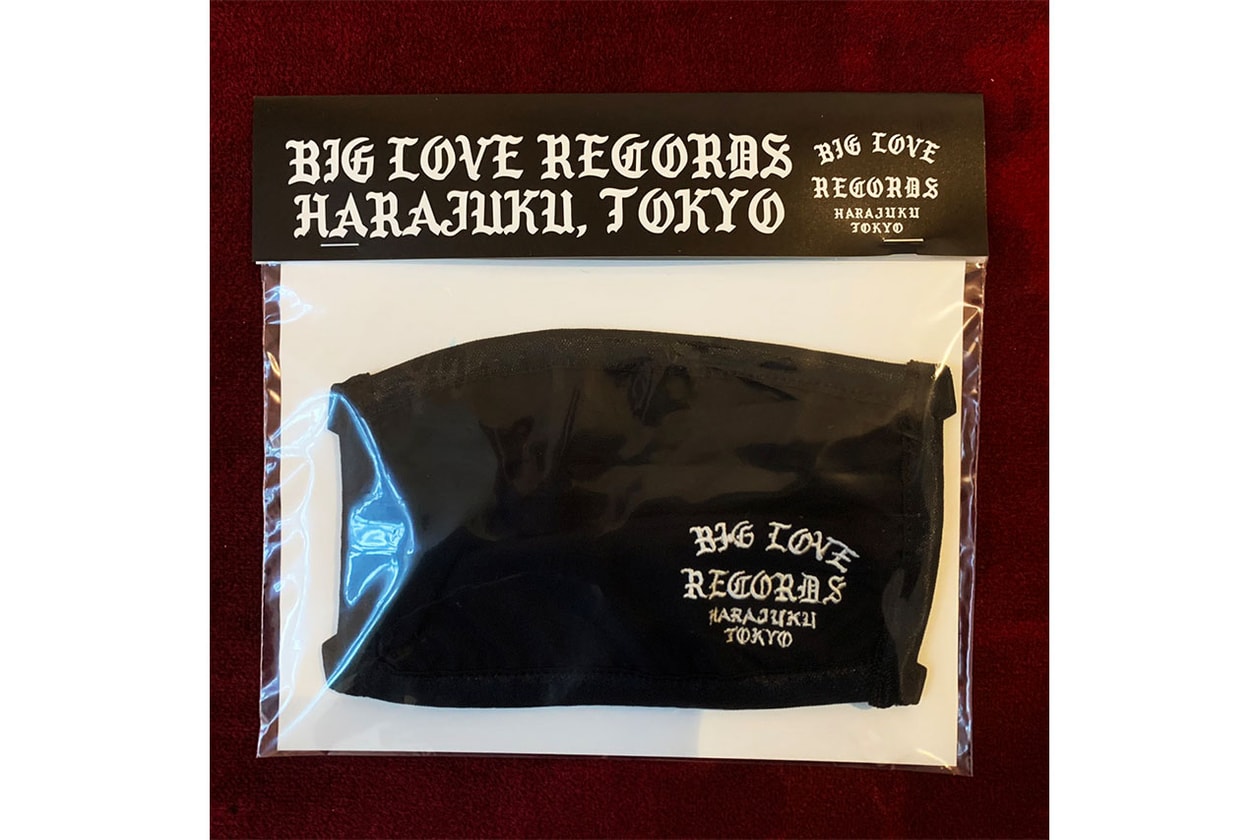 BIG LOVE RECORDS
HARAJUKU, TOKYO
BIG LOVE
RECORDS
HARAJUKU
TOKYO
BIG LOVE
RECORDS
HARAJUKU
TOKYO